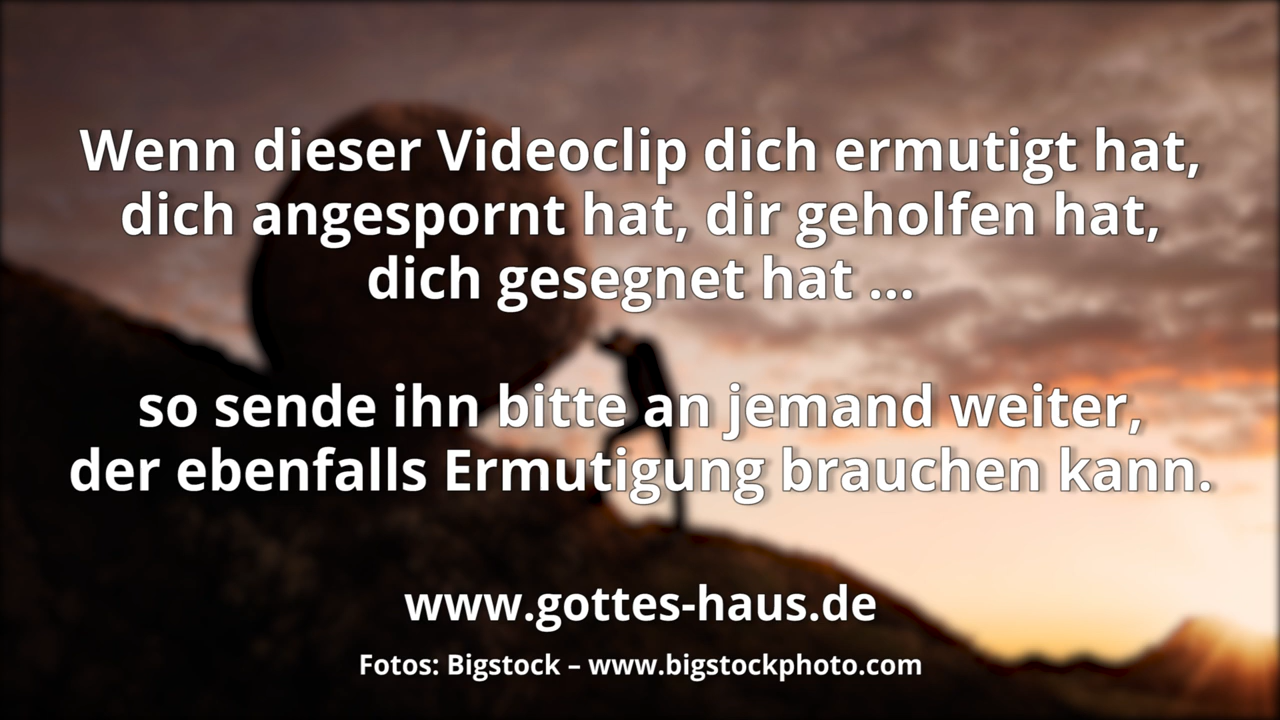 Wenn dieser Videoclip dich ermutigt hat,
dich angespornt hat, dir geholfen hat,
dich gesegnet hat ...
so sende ihn bitte an jemand weiter,
der ebenfalls Ermutigung brauchen kann.
www.gottes-haus.de
Fotos: Bigstock – www.bigstockphoto.com